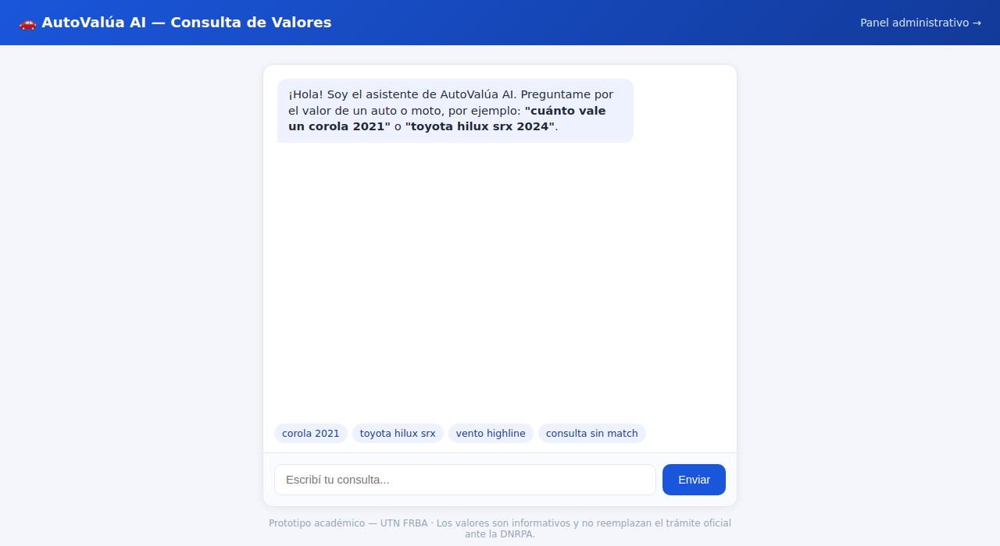 🚗 AutoValúa AI — Consulta de Valores
Panel administrativo →
¡Hola! Soy el asistente de AutoValúa AI. Preguntame por
el valor de un auto o moto, por ejemplo: "cuánto vale
un corola 2021" o "toyota hilux srx 2024".
corola 2021
toyota hilux srx
vento highline
consulta sin match
Escribí tu consulta...
Enviar
Prototipo académico — UTN FRBA · Los valores son informativos y no reemplazan el trámite oficial
ante la DNRPA.